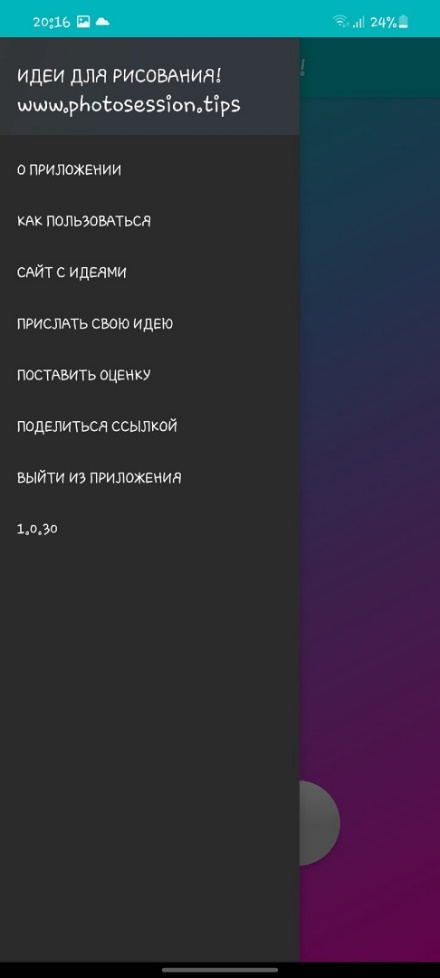 20:16 24%
ИДЕИ ДЛЯ РИСОВАНИЯ!
www.photosession.tips
О ПРИЛОЖЕНИИ
КАК ПОЛЬЗОВАТЬСЯ
САЙТ С ИДЕЯМИ
ПРИСЛАТЬ СВОЮ ИДЕЮ
ПОСТАВИТЬ ОЦЕНКУ
ПОДЕЛИТЬСЯ ССЫЛКОЙ
ВЫЙТИ ИЗ ПРИЛОЖЕНИЯ
1.0.30